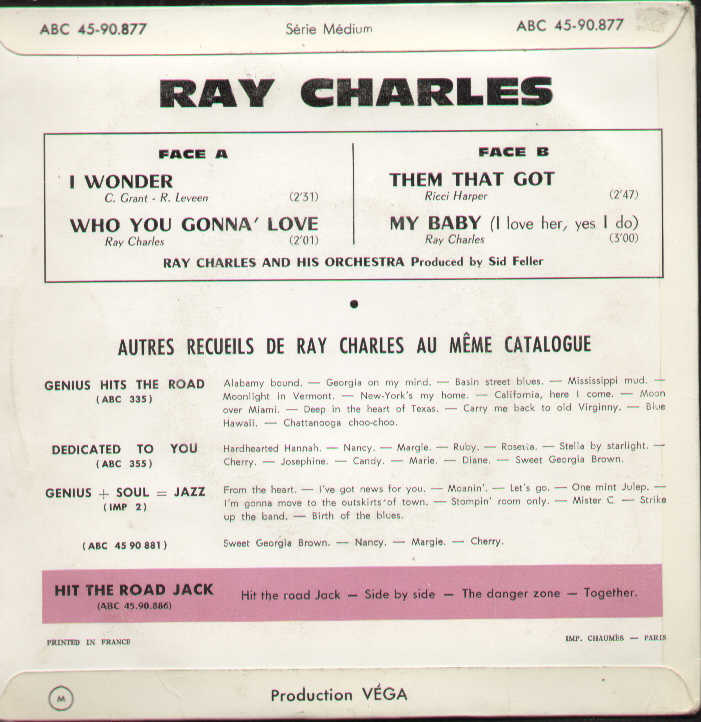 ABC 45-90.877 Série Médium ABC 45-90.877
RAY CHARLES
FACE A
I WONDER
C. Grant - R. Leveen (2'31)
WHO YOU GONNA' LOVE
Ray Charles (2'01)
FACE B
THEM THAT GOT
Ricci Harper (2'47)
MY BABY (I love her, yes I do)
Ray Charles (3'00)
RAY CHARLES AND HIS ORCHESTRA Produced by Sid Feller
AUTRES RECUEILS DE RAY CHARLES AU MÊME CATALOGUE
GENIUS HITS THE ROAD
(ABC 335)
Alabamy bound. — Georgia on my mind. — Basin street blues. — Mississippi mud. —
Moonlight in Vermont. — New-York's my home. — California, here I come. — Moon
over Miami. — Deep in the heart of Texas. — Carry me back to old Virginny. — Blue
Hawaii. — Chattanooga choo-choo.
DEDICATED TO YOU
(ABC 355)
Hardhearted Hannah. — Nancy. — Margie. — Ruby. — Rosetta. — Stella by starlight. —
Cherry. — Josephine. — Candy. — Marie. — Diane. — Sweet Georgia Brown.
GENIUS + SOUL = JAZZ
(IMP 2)
From the heart. — I've got news for you. — Moanin'. — Let's go. — One mint Julep. —
I'm gonna move to the outskirts of town. — Stompin' room only. — Mister C. — Strike
up the band. — Birth of the blues.
(ABC 45 90 881) Sweet Georgia Brown. — Nancy. — Margie. — Cherry.
HIT THE ROAD JACK
(ABC 45.90.886)
Hit the road Jack — Side by side — The danger zone — Together.
PRINTED IN FRANCE IMP. CHAUMÈS — PARIS
M Production VÉGA